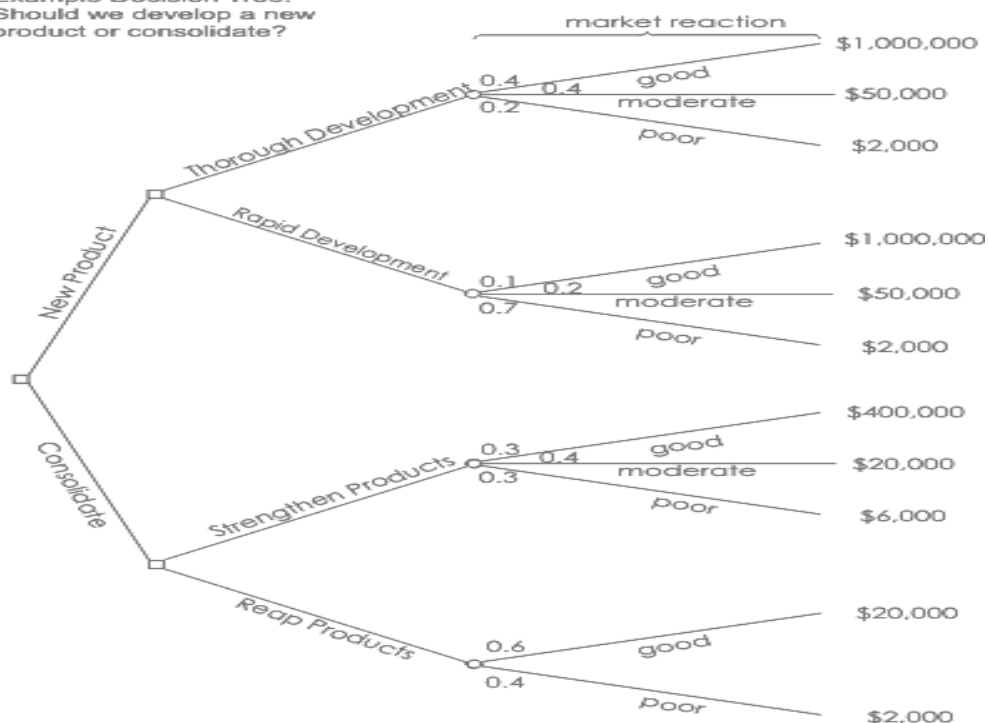 Example Decision Tree:
Should we develop a new
product or consolidate?
market reaction
New Product
Thorough Development
0.4
good
$1,000,000
0.4
moderate
$50,000
0.2
poor
$2,000
Rapid Development
0.1
good
$1,000,000
0.2
moderate
$50,000
0.7
poor
$2,000
Consolidate
Strengthen Products
0.3
good
$400,000
0.4
moderate
$20,000
0.3
poor
$6,000
Reap Products
0.6
good
$20,000
0.4
poor
$2,000